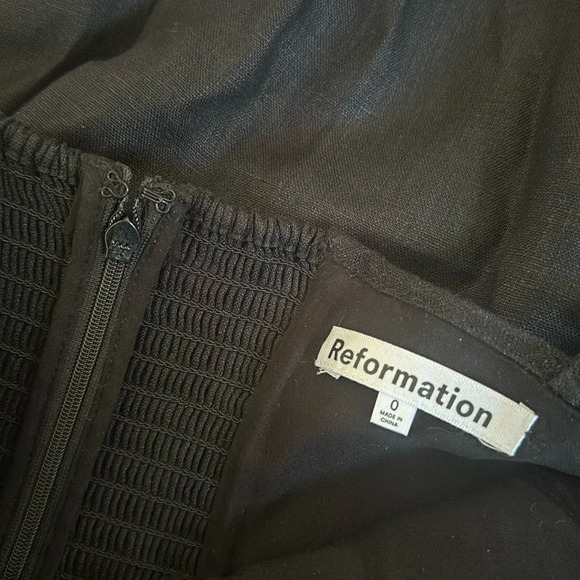 Reformation
0
MADE IN
CHINA